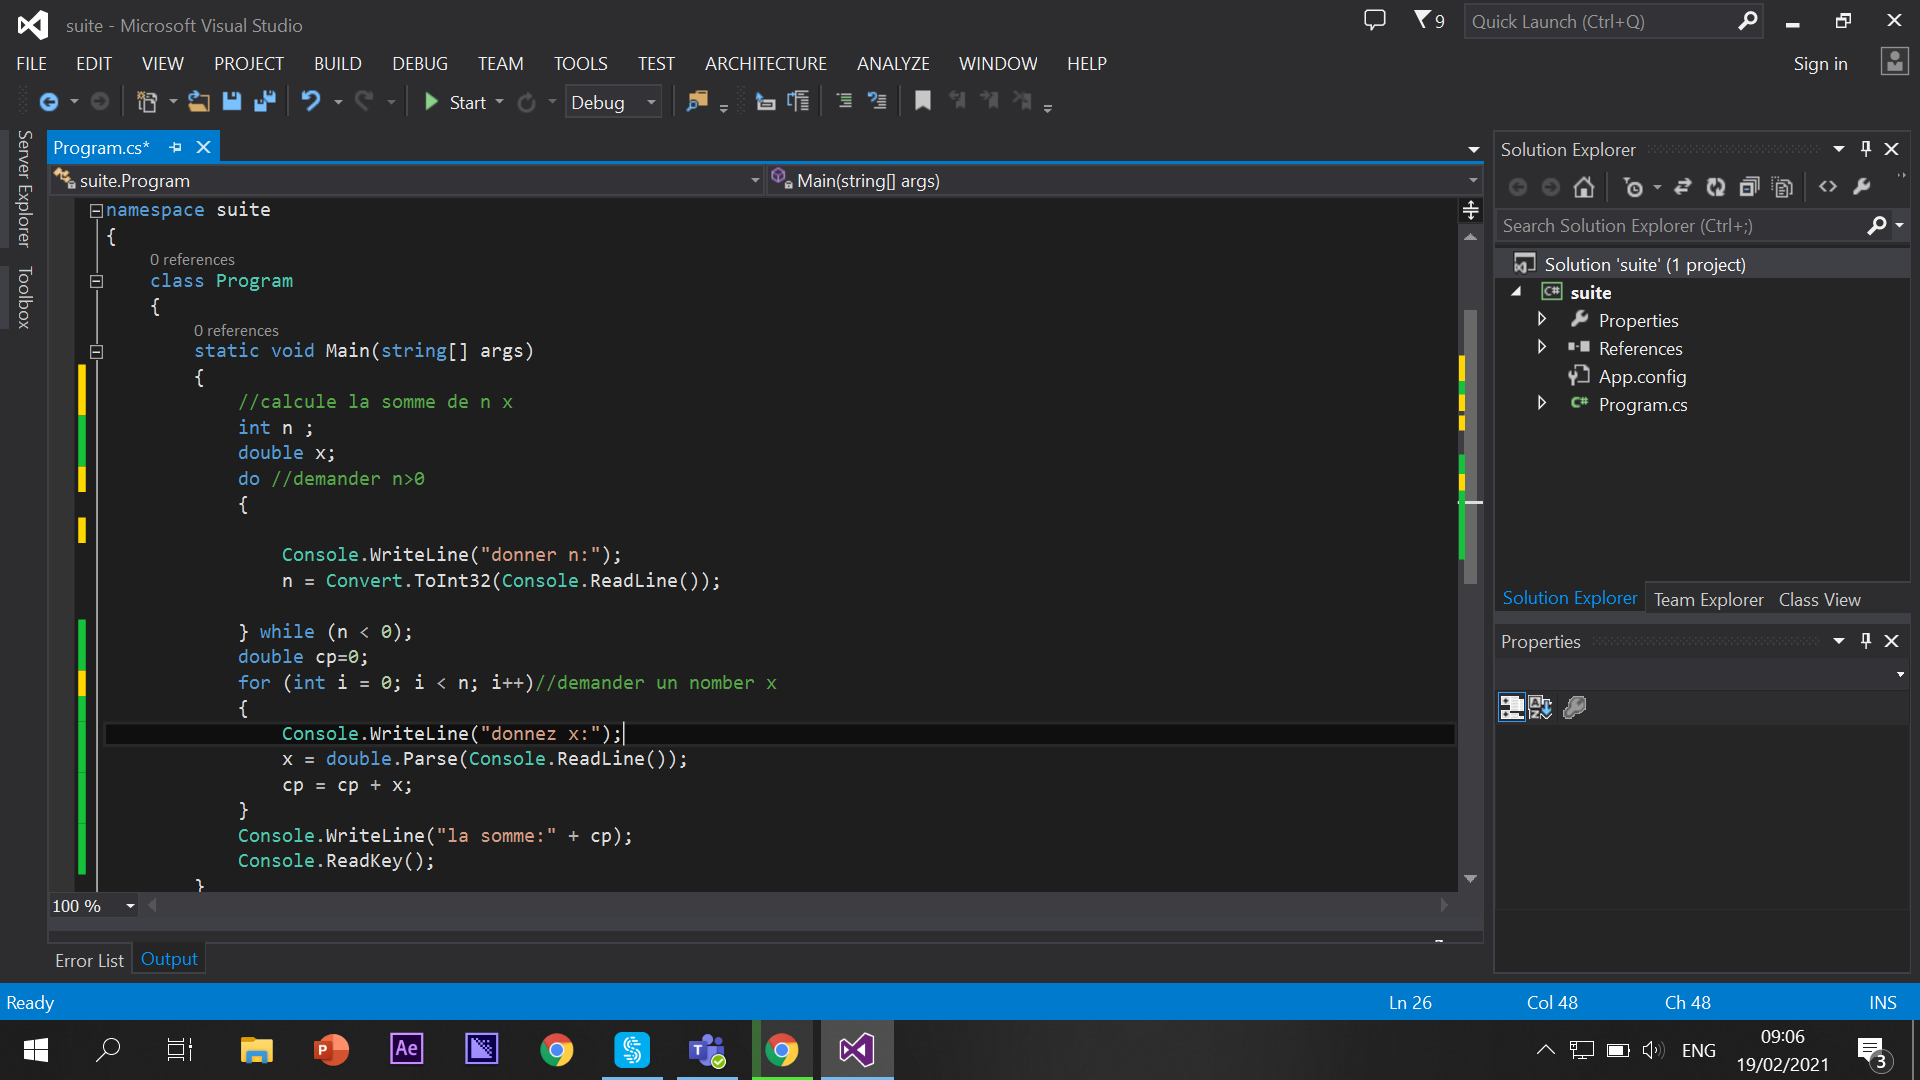 suite - Microsoft Visual Studio
9
Quick Launch (Ctrl+Q)
FILE EDIT VIEW PROJECT BUILD DEBUG TEAM TOOLS TEST ARCHITECTURE ANALYZE WINDOW HELP
Sign in
Start
Debug
Server Explorer
Toolbox
Program.cs*
suite.Program
Main(string[] args)
namespace suite
{
0 references
class Program
{
0 references
static void Main(string[] args)
{
//calcule la somme de n x
int n ;
double x;
do //demander n>0
{
Console.WriteLine("donner n:");
n = Convert.ToInt32(Console.ReadLine());
} while (n < 0);
double cp=0;
for (int i = 0; i < n; i++)//demander un nomber x
{
Console.WriteLine("donnez x:");
x = double.Parse(Console.ReadLine());
cp = cp + x;
}
Console.WriteLine("la somme:" + cp);
Console.ReadKey();
}
100 %
Error List Output
Solution Explorer
Search Solution Explorer (Ctrl+;)
Solution 'suite' (1 project)
C# suite
Properties
References
App.config
C# Program.cs
Solution Explorer Team Explorer Class View
Properties
Ready
Ln 26 Col 48 Ch 48 INS
P
Ae
T
ENG
09:06
19/02/2021
3